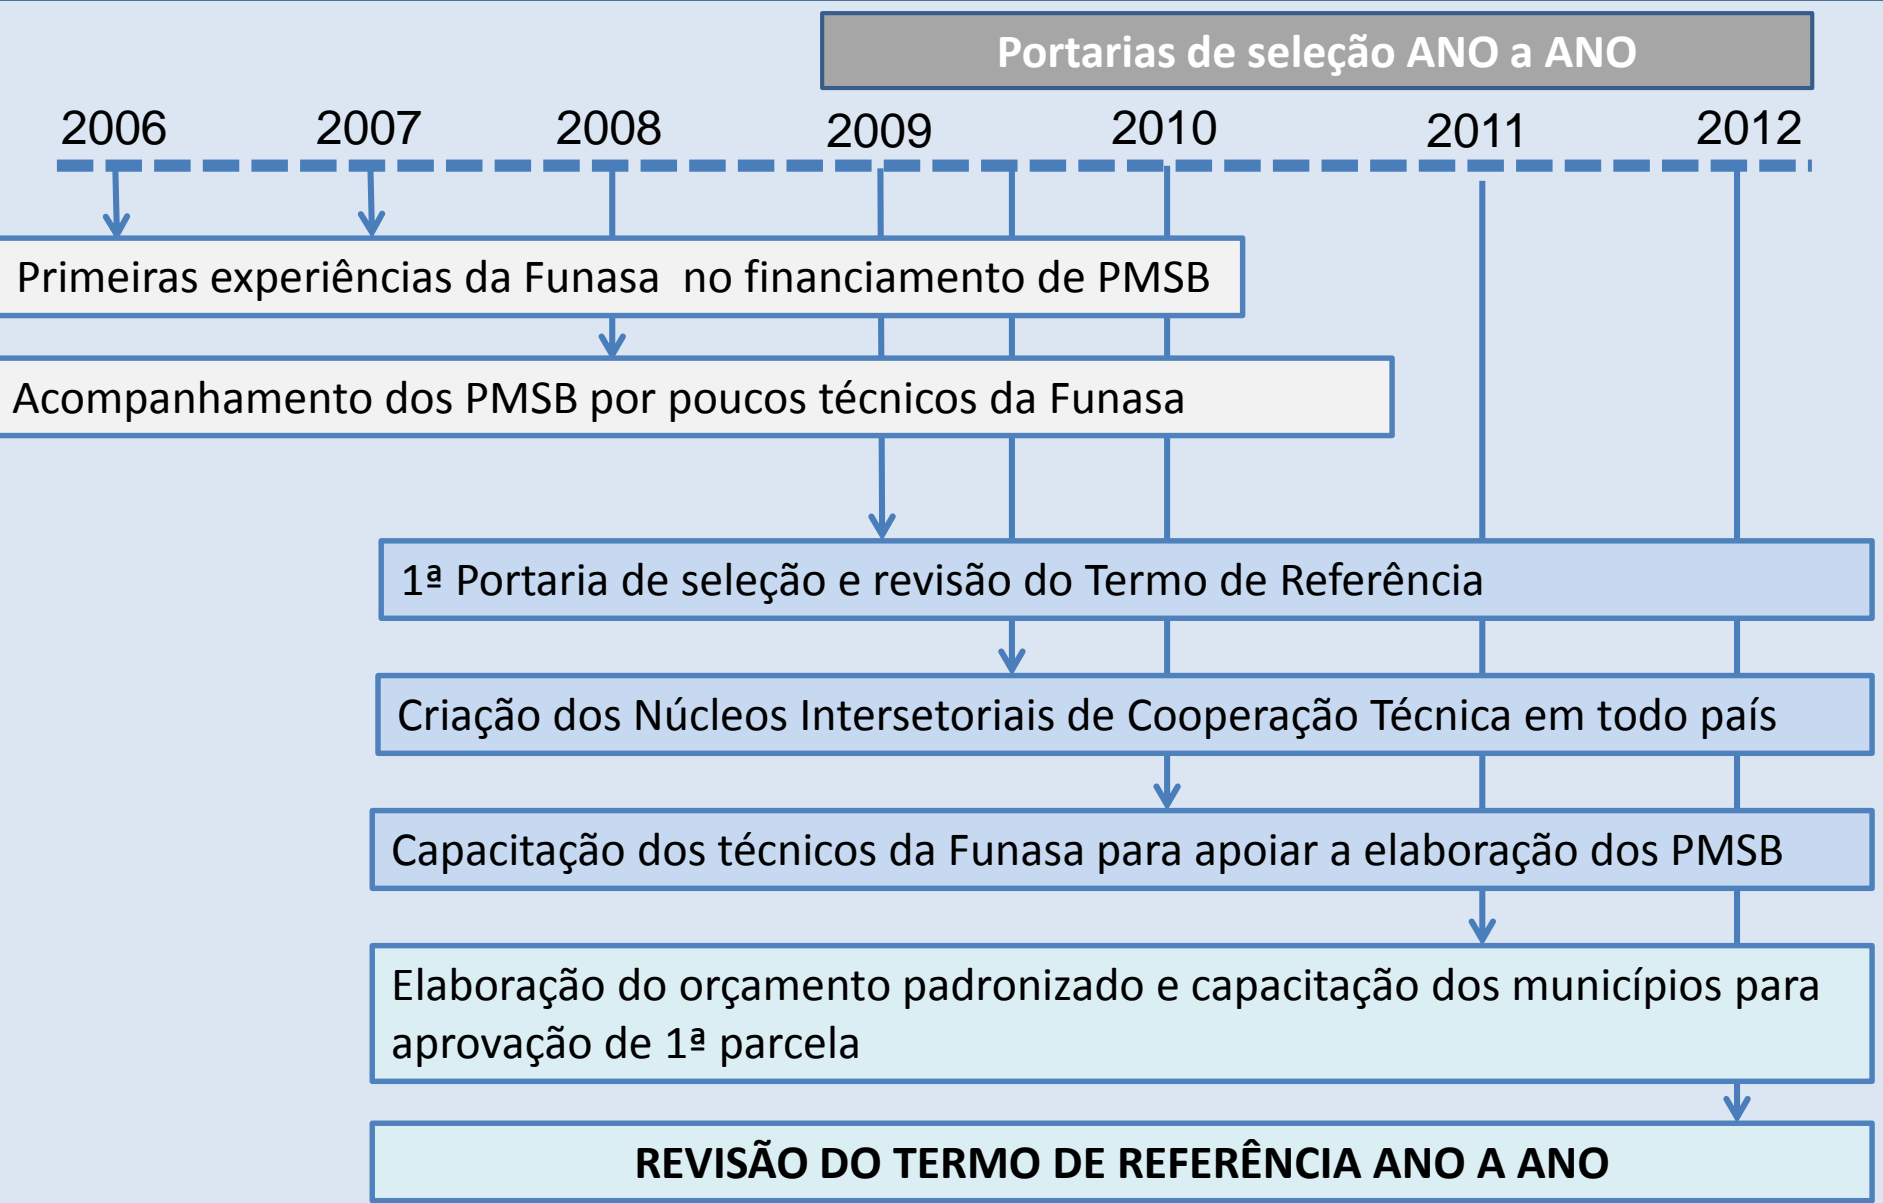 Portarias de seleção ANO a ANO
2006 2007 2008 2009 2010 2011 2012
Primeiras experiências da Funasa no financiamento de PMSB
Acompanhamento dos PMSB por poucos técnicos da Funasa
1ª Portaria de seleção e revisão do Termo de Referência
Criação dos Núcleos Intersetoriais de Cooperação Técnica em todo país
Capacitação dos técnicos da Funasa para apoiar a elaboração dos PMSB
Elaboração do orçamento padronizado e capacitação dos municípios para
aprovação de 1ª parcela
REVISÃO DO TERMO DE REFERÊNCIA ANO A ANO